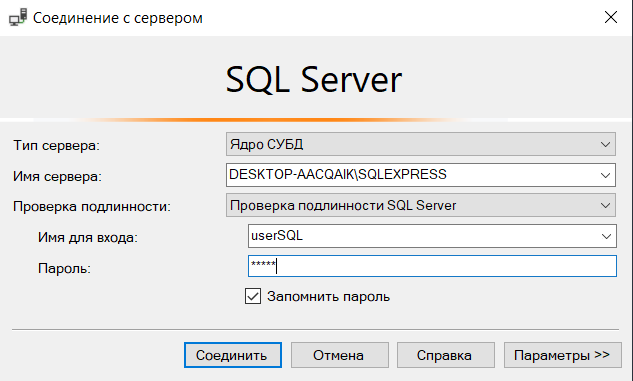 Соединение с сервером
SQL Server
Тип сервера: Ядро СУБД
Имя сервера: DESKTOP-AACQAIK\SQLEXPRESS
Проверка подлинности: Проверка подлинности SQL Server
Имя для входа: userSQL
Пароль: *****
Запомнить пароль
Соединить Отмена Справка Параметры >>